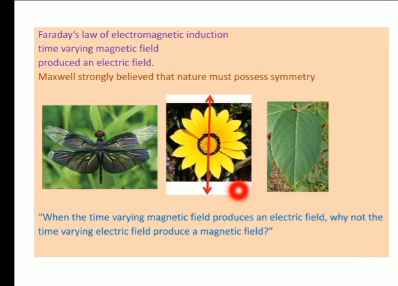 Faraday's law of electromagnetic induction
time varying magnetic field
produced an electric field.
Maxwell strongly believed that nature must possess symmetry
"When the time varying magnetic field produces an electric field, why not the
time varying electric field produce a magnetic field?"